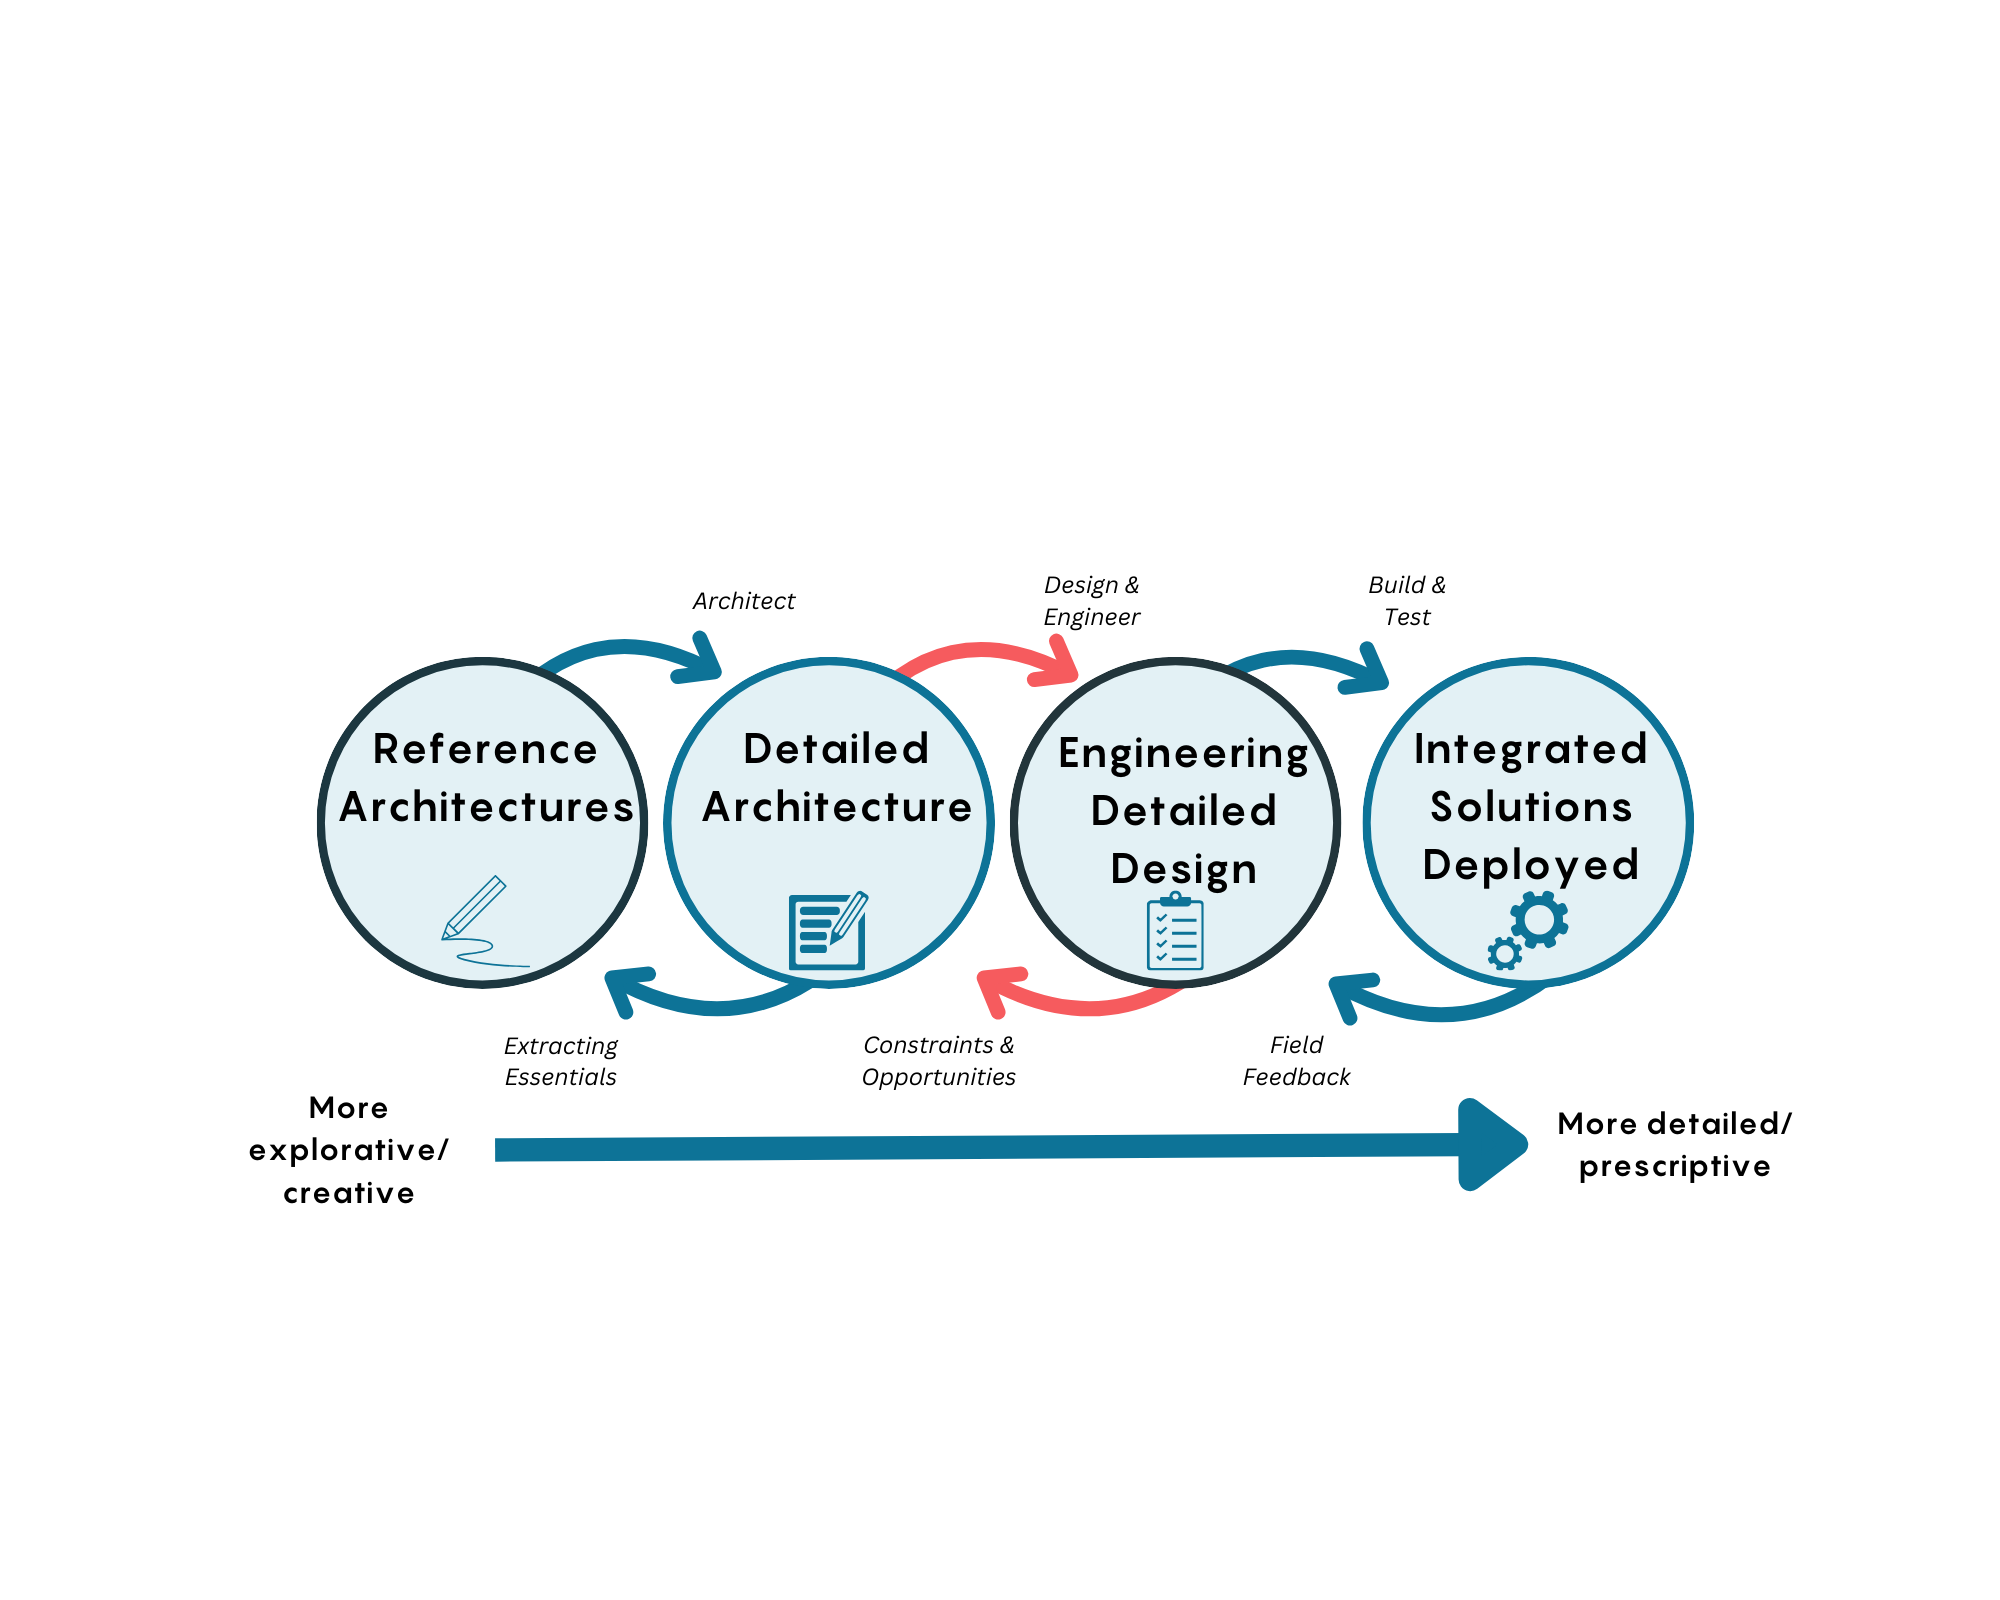 Architect
Design &
Engineer
Build &
Test
Reference
Architectures
Detailed
Architecture
Engineering
Detailed
Design
Integrated
Solutions
Deployed
Extracting
Essentials
Constraints &
Opportunities
Field
Feedback
More
explorative/
creative
More detailed/
prescriptive